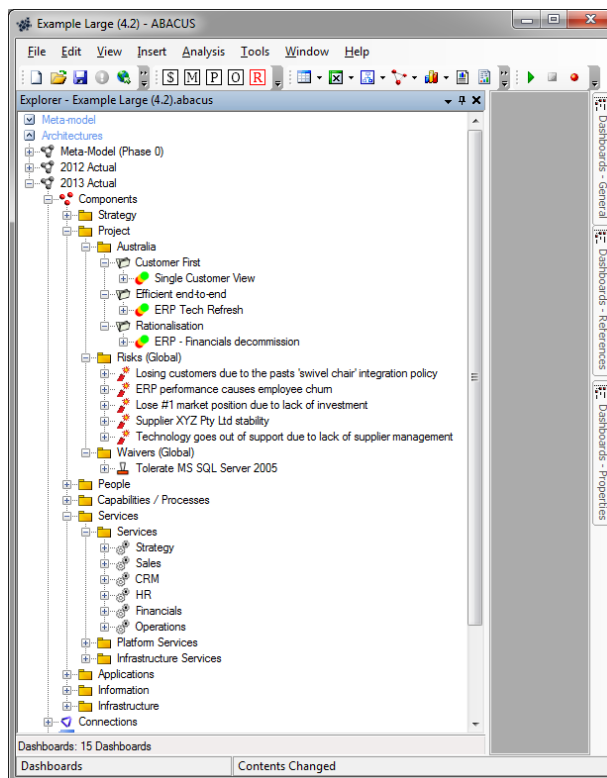 Example Large (4.2) - ABACUS
File Edit View Insert Analysis Tools Window Help
S M P O R
Explorer - Example Large (4.2).abacus
Meta-model
Architectures
Meta-Model (Phase 0)
2012 Actual
2013 Actual
Components
Strategy
Project
Australia
Customer First
Single Customer View
Efficient end-to-end
ERP Tech Refresh
Rationalisation
ERP - Financials decommission
Risks (Global)
Losing customers due to the pasts 'swivel chair' integration policy
ERP performance causes employee churn
Lose #1 market position due to lack of investment
Supplier XYZ Pty Ltd stability
Technology goes out of support due to lack of supplier management
Waivers (Global)
Tolerate MS SQL Server 2005
People
Capabilities / Processes
Services
Services
Strategy
Sales
CRM
HR
Financials
Operations
Platform Services
Infrastructure Services
Applications
Information
Infrastructure
Connections
Dashboards: 15 Dashboards
Dashboards Contents Changed
Dashboards - General
Dashboards - References
Dashboards - Properties